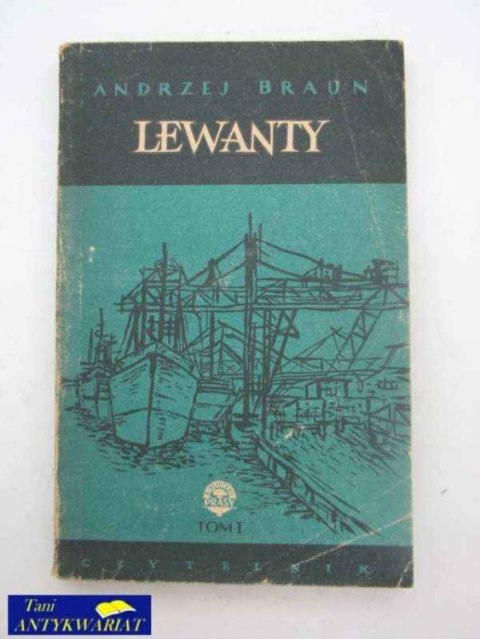 ANDRZEJ BRAUN
LEWANTY
PRASY
TOM I
CZYTELNIK
Tani
ANTYKWARIAT